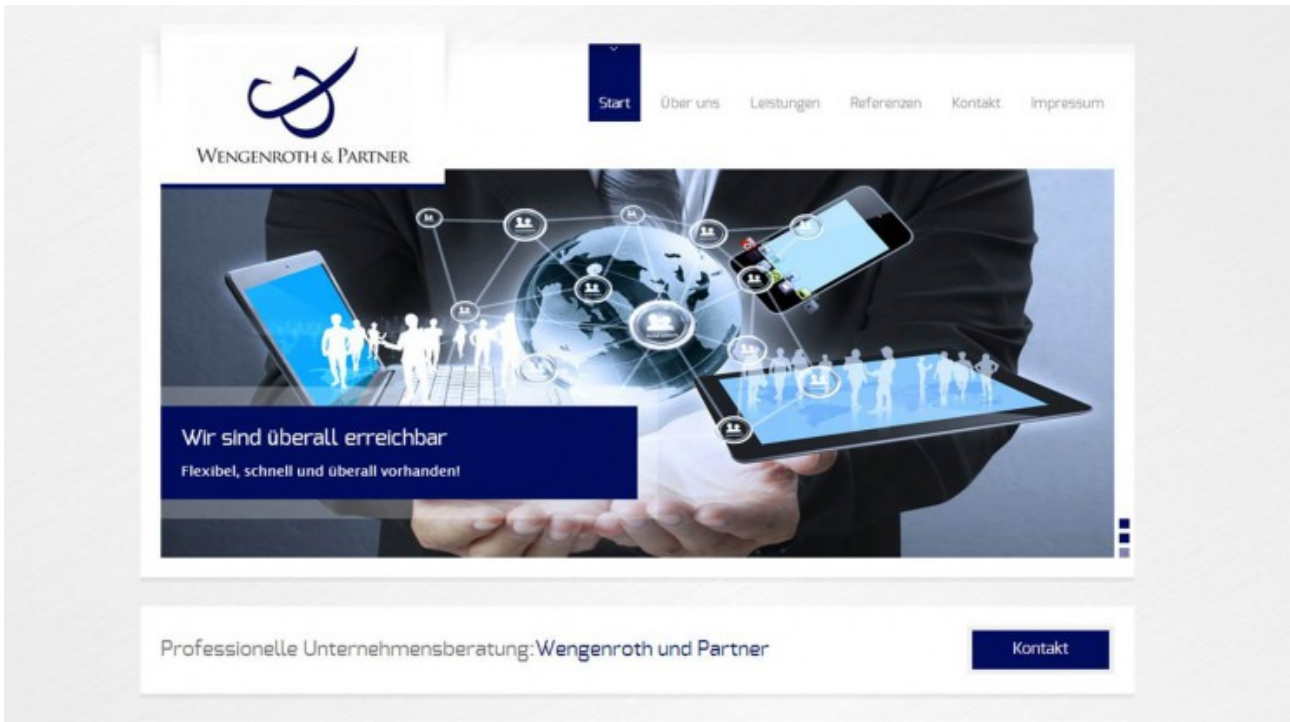 WENGENROTH & PARTNER
Start Über uns Leistungen Referenzen Kontakt Impressum
Wir sind überall erreichbar
Flexibel, schnell und überall vorhanden!
Professionelle Unternehmensberatung:Wengenroth und Partner
Kontakt